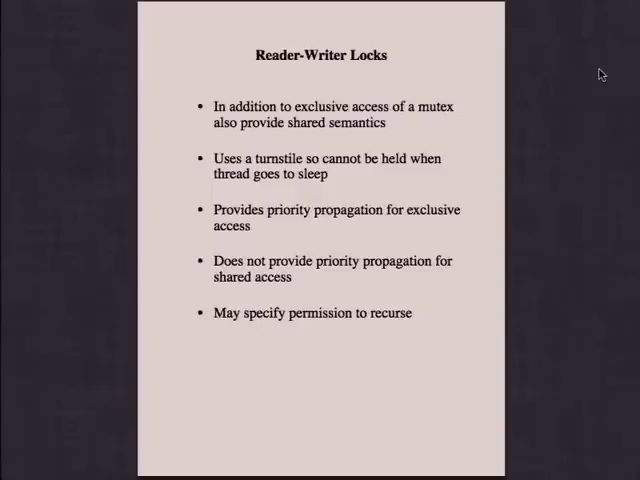 Reader-Writer Locks
• In addition to exclusive access of a mutex
also provide shared semantics
• Uses a turnstile so cannot be held when
thread goes to sleep
• Provides priority propagation for exclusive
access
• Does not provide priority propagation for
shared access
• May specify permission to recurse